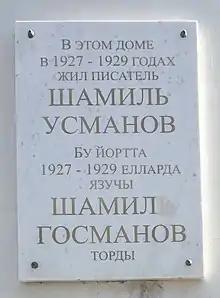 В ЭТОМ ДОМЕ
В 1927 - 1929 ГОДАХ
ЖИЛ ПИСАТЕЛЬ
ШАМИЛЬ
УСМАНОВ
БУ ЙОРТТА
1927 - 1929 ЕЛЛАРДА
ЯЗУЧЫ
ШАМИЛ
ГОСМАНОВ
ТОРДЫ